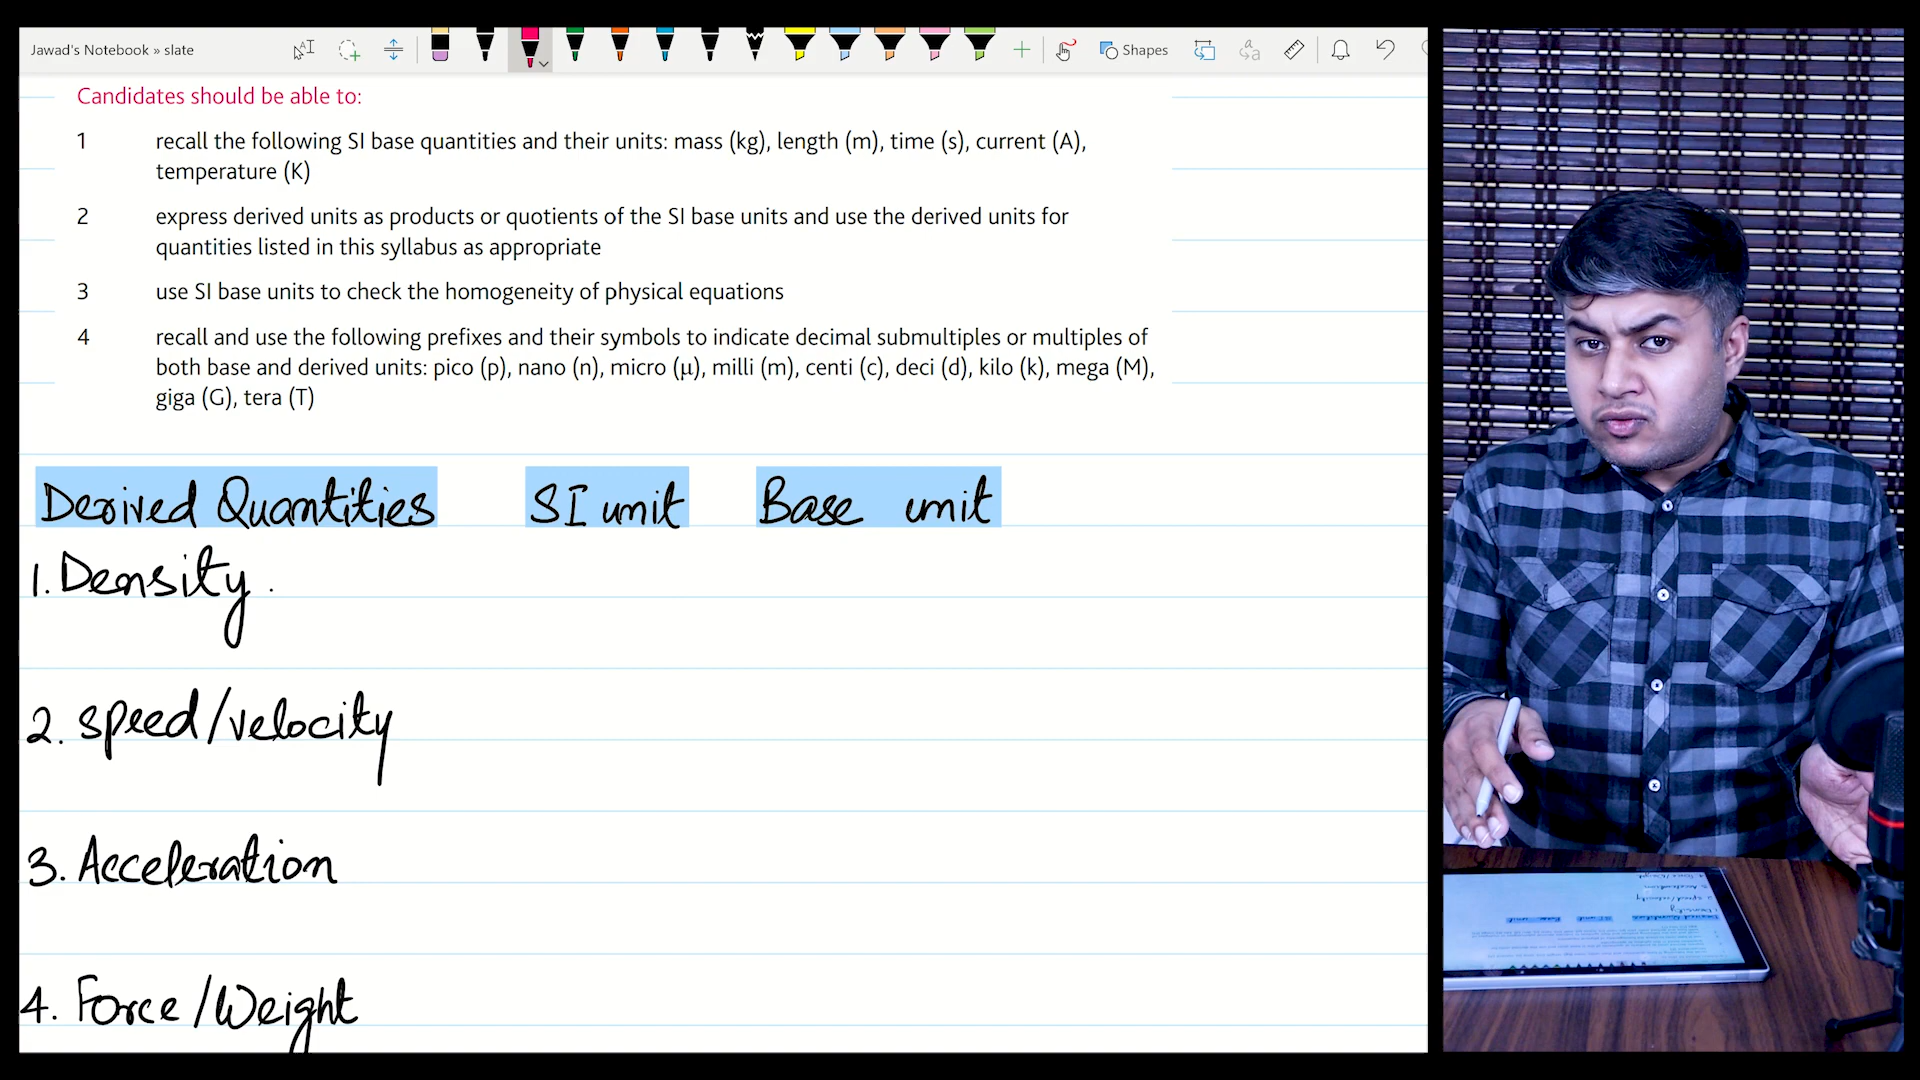 Jawad's Notebook » slate
Shapes
Candidates should be able to:
1 recall the following SI base quantities and their units: mass (kg), length (m), time (s), current (A),
temperature (K)
2 express derived units as products or quotients of the SI base units and use the derived units for
quantities listed in this syllabus as appropriate
3 use SI base units to check the homogeneity of physical equations
4 recall and use the following prefixes and their symbols to indicate decimal submultiples or multiples of
both base and derived units: pico (p), nano (n), micro (μ), milli (m), centi (c), deci (d), kilo (k), mega (M),
giga (G), tera (T)
Derived Quantities SI unit Base unit
1. Density.
2. speed/velocity
3. Acceleration
4. Force/Weight